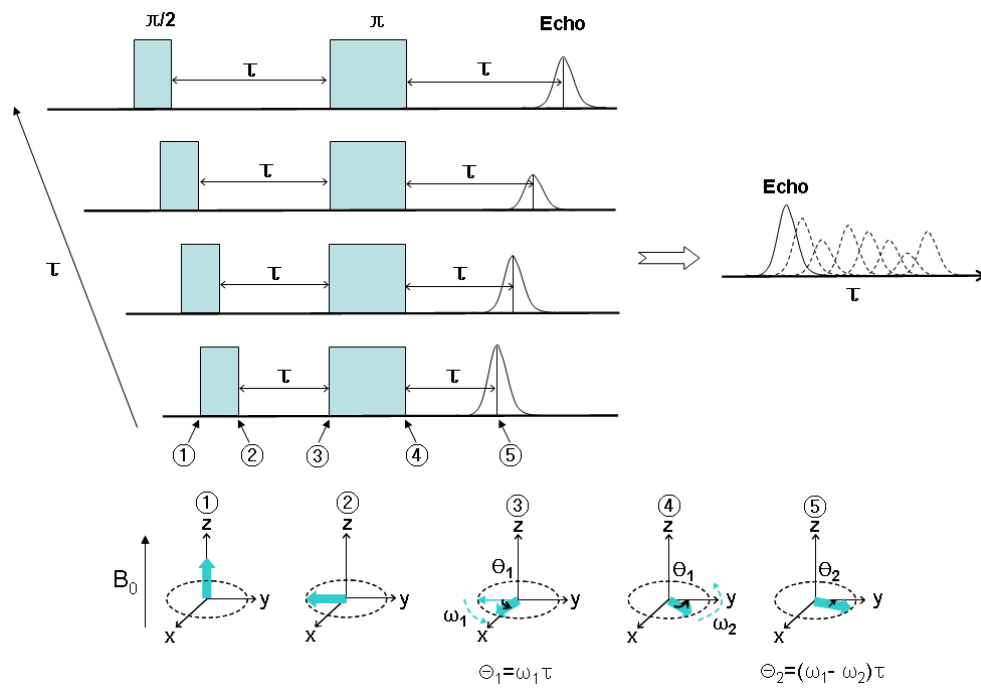 π/2 π Echo
τ τ
τ τ
Echo
τ τ
τ τ
τ τ
① ② ③ ④ ⑤
① ② ③ ④ ⑤
z z z z z
B0 θ1 θ1 θ2
y y y y y
ω1 ω2
x x x x x
θ1=ω1τ θ2=(ω1- ω2)τ